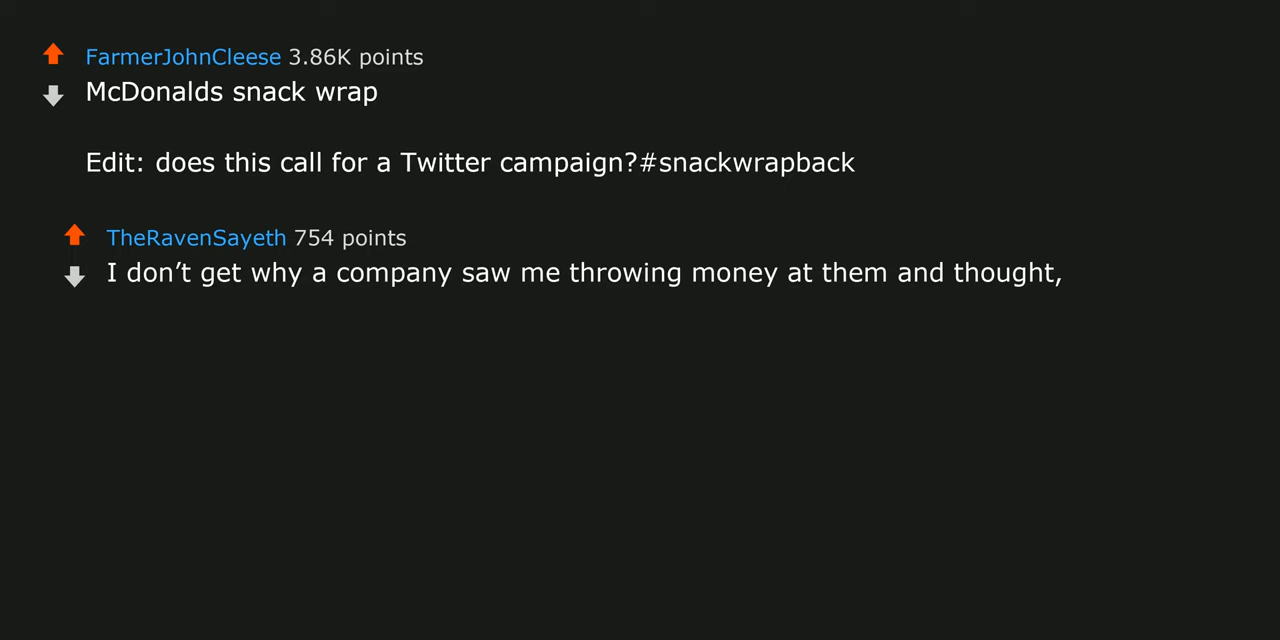 FarmerJohnCleese 3.86K points
McDonalds snack wrap
Edit: does this call for a Twitter campaign?#snackwrapback
TheRavenSayeth 754 points
I don’t get why a company saw me throwing money at them and thought,